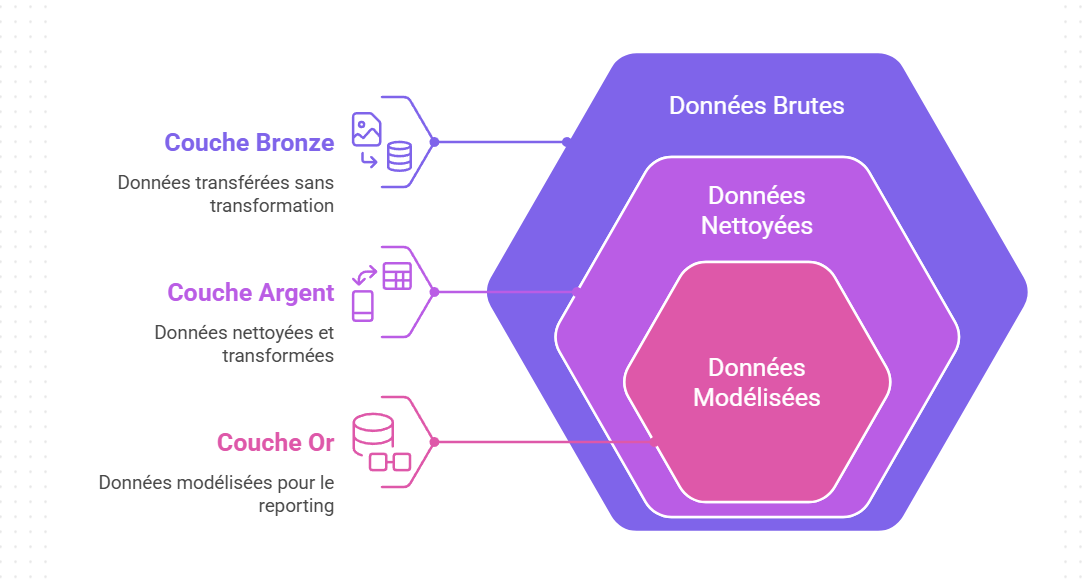 Couche Bronze
Données transférées sans
transformation
Couche Argent
Données nettoyées et
transformées
Couche Or
Données modélisées pour le
reporting
Données Brutes
Données
Nettoyées
Données
Modélisées